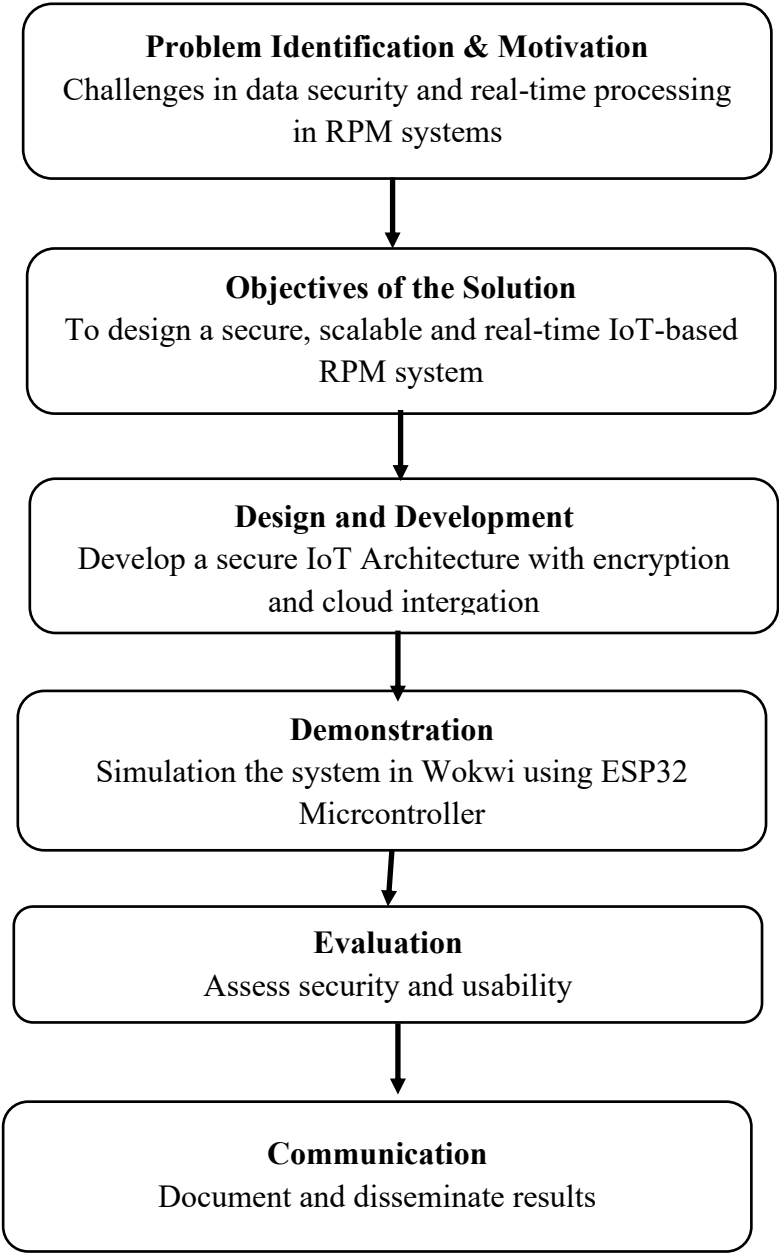 Problem Identification & Motivation
Challenges in data security and real-time processing
in RPM systems
Objectives of the Solution
To design a secure, scalable and real-time IoT-based
RPM system
Design and Development
Develop a secure IoT Architecture with encryption
and cloud intergation
Demonstration
Simulation the system in Wokwi using ESP32
Micrcontroller
Evaluation
Assess security and usability
Communication
Document and disseminate results